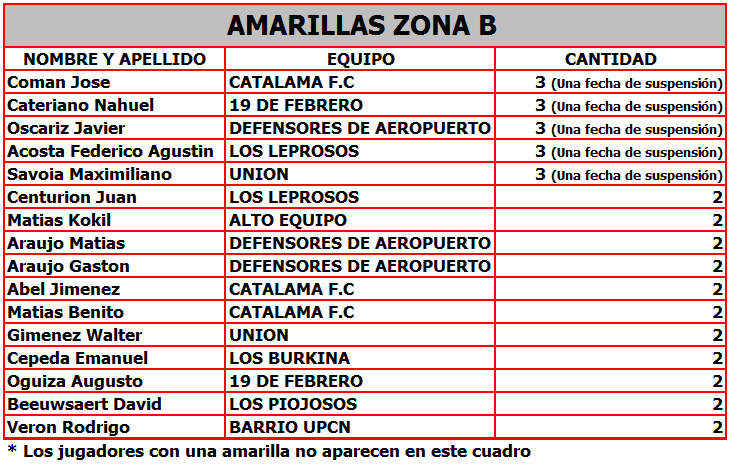 AMARILLAS ZONA B
NOMBRE Y APELLIDO EQUIPO CANTIDAD
Coman Jose CATALAMA F.C 3 (Una fecha de suspensión)
Cateriano Nahuel 19 DE FEBRERO 3 (Una fecha de suspensión)
Oscariz Javier DEFENSORES DE AEROPUERTO 3 (Una fecha de suspensión)
Acosta Federico Agustin LOS LEPROSOS 3 (Una fecha de suspensión)
Savoia Maximiliano UNION 3 (Una fecha de suspensión)
Centurion Juan LOS LEPROSOS 2
Matias Kokil ALTO EQUIPO 2
Araujo Matias DEFENSORES DE AEROPUERTO 2
Araujo Gaston DEFENSORES DE AEROPUERTO 2
Abel Jimenez CATALAMA F.C 2
Matias Benito CATALAMA F.C 2
Gimenez Walter UNION 2
Cepeda Emanuel LOS BURKINA 2
Oguiza Augusto 19 DE FEBRERO 2
Beeuwsaert David LOS PIOJOSOS 2
Veron Rodrigo BARRIO UPCN 2
* Los jugadores con una amarilla no aparecen en este cuadro